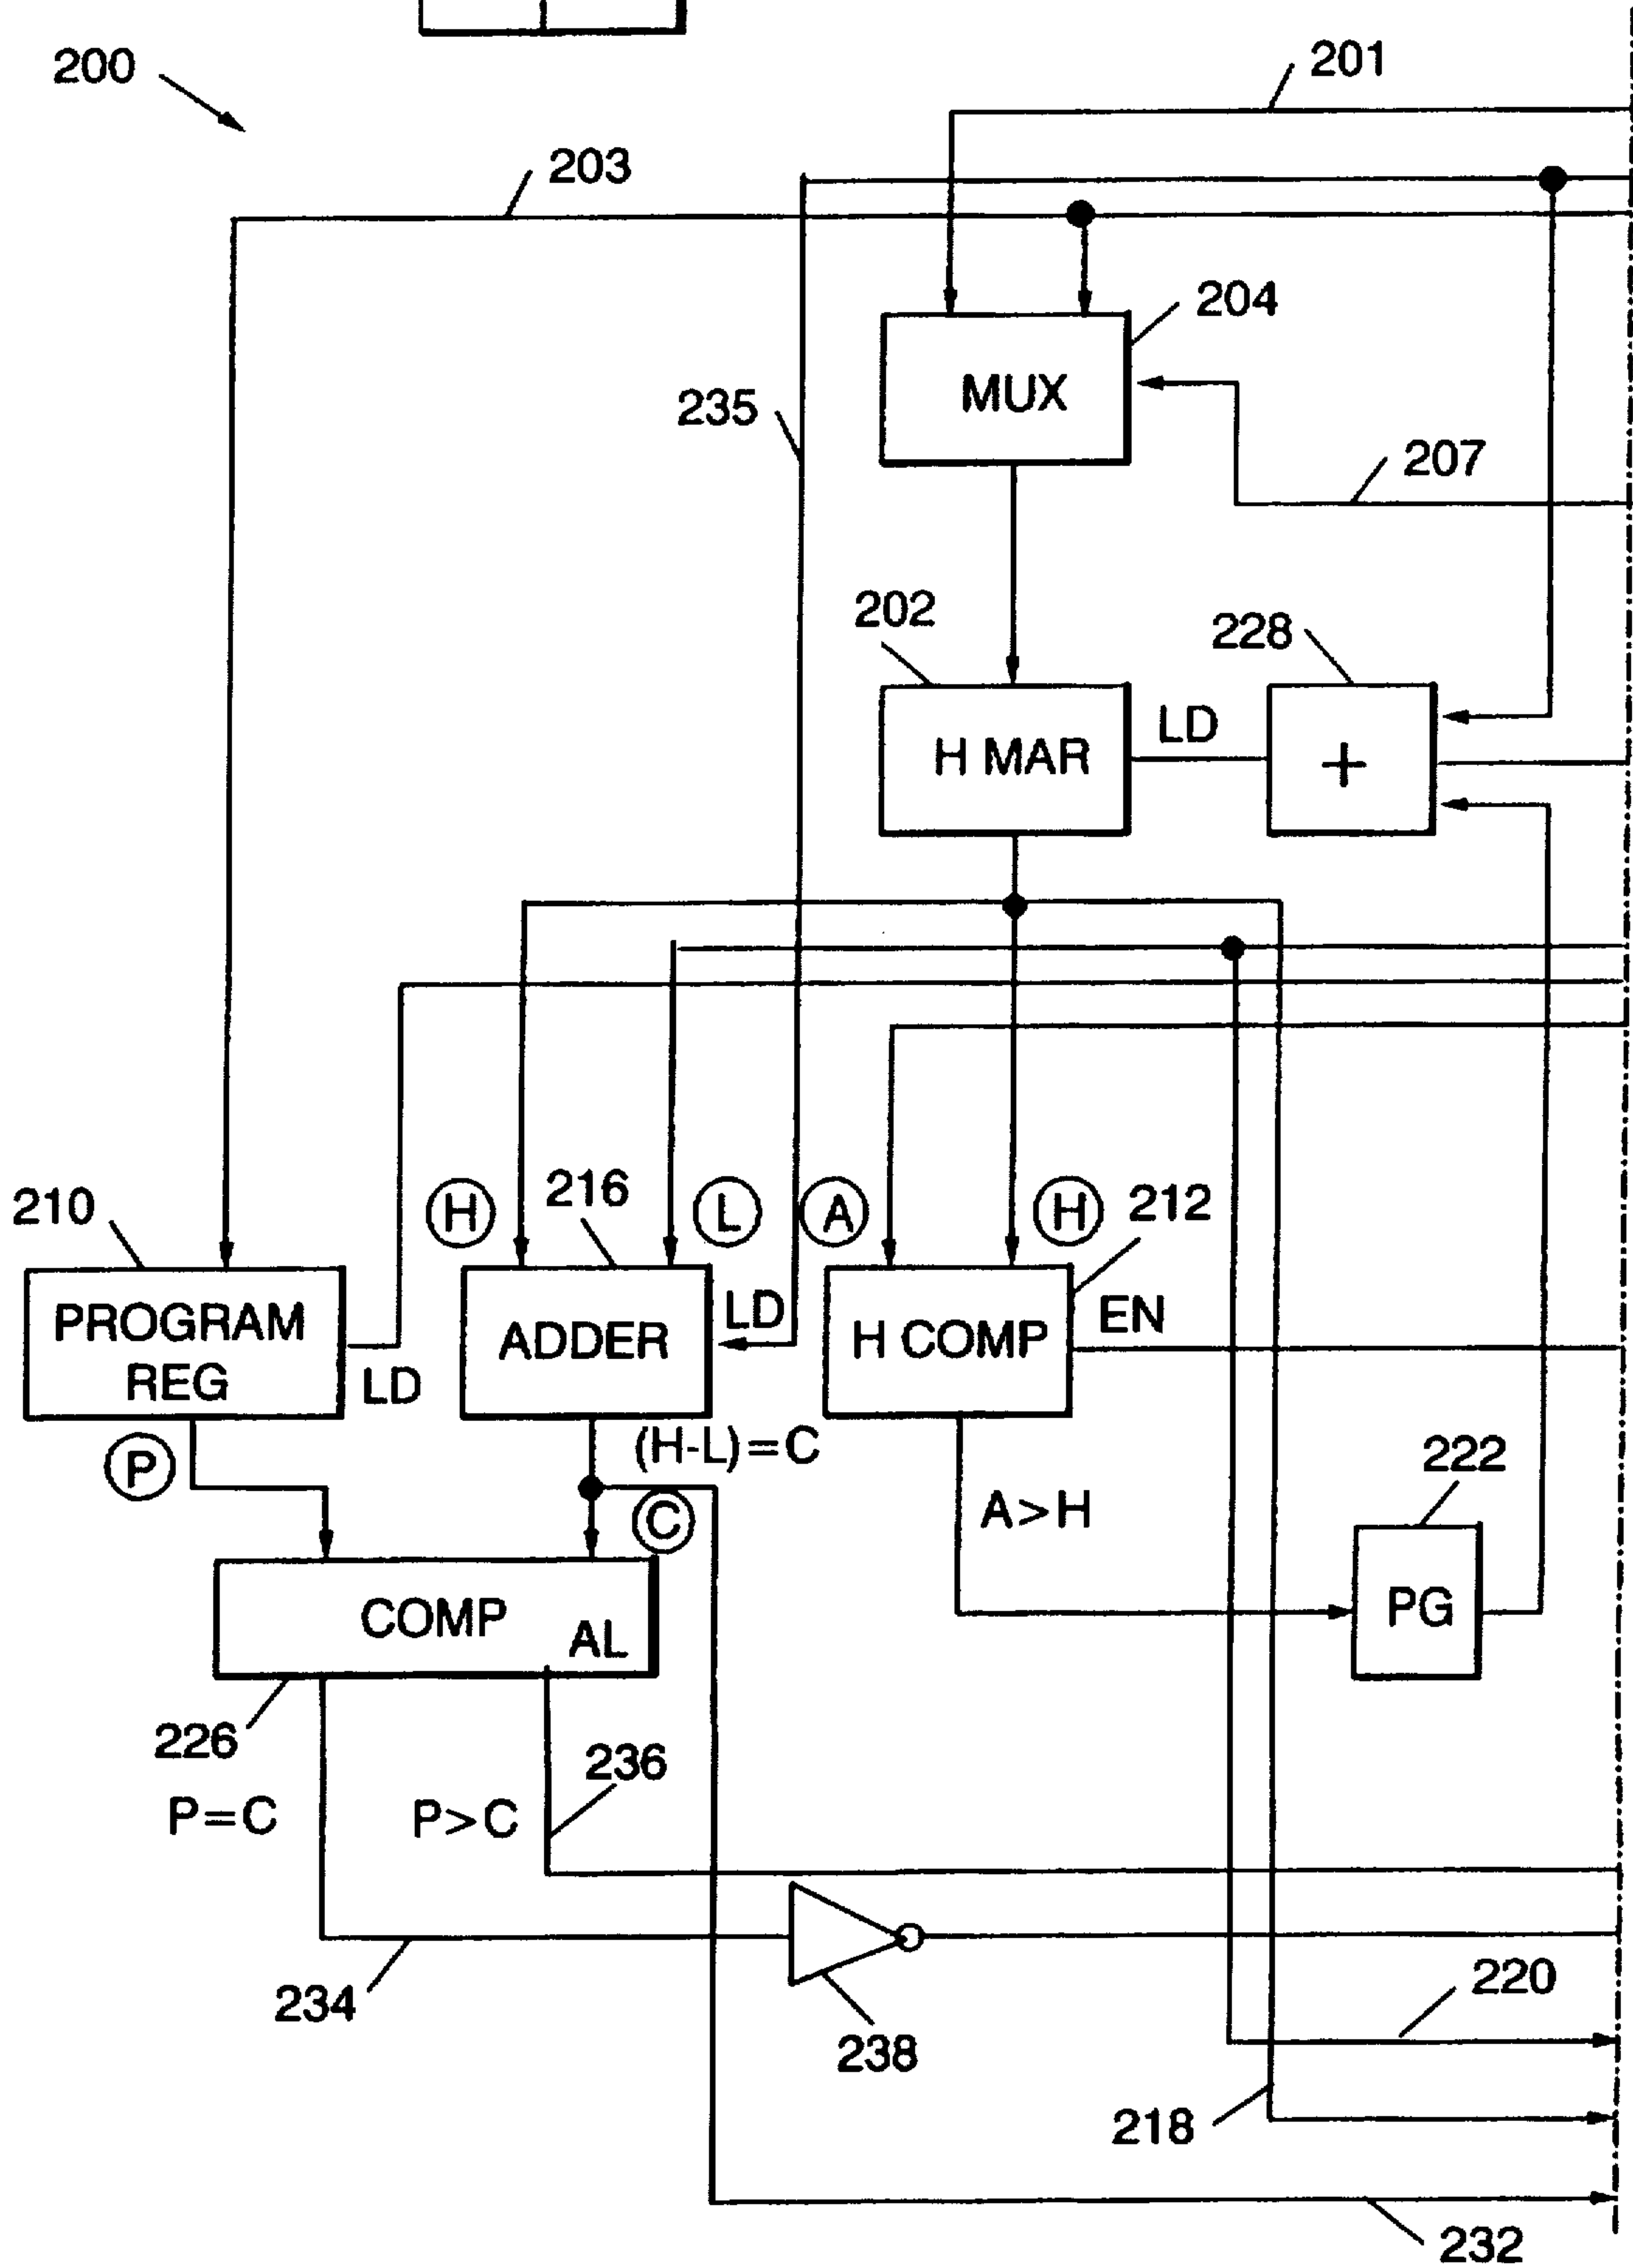 200
201
203
204
MUX
235
207
202
228
LD
H MAR
+
210
H
216
L
A
H
212
PROGRAM
REG
LD
ADDER
LD
H COMP
EN
P
(H-L)=C
C
A>H
222
PG
COMP
AL
226
236
P=C
P>C
234
238
220
218
232